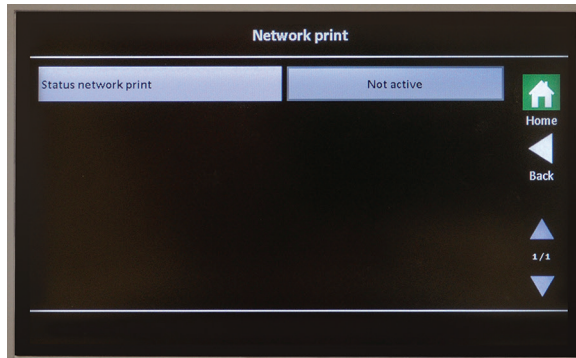 Network print
Status network print
Not active
Home
Back
1/1